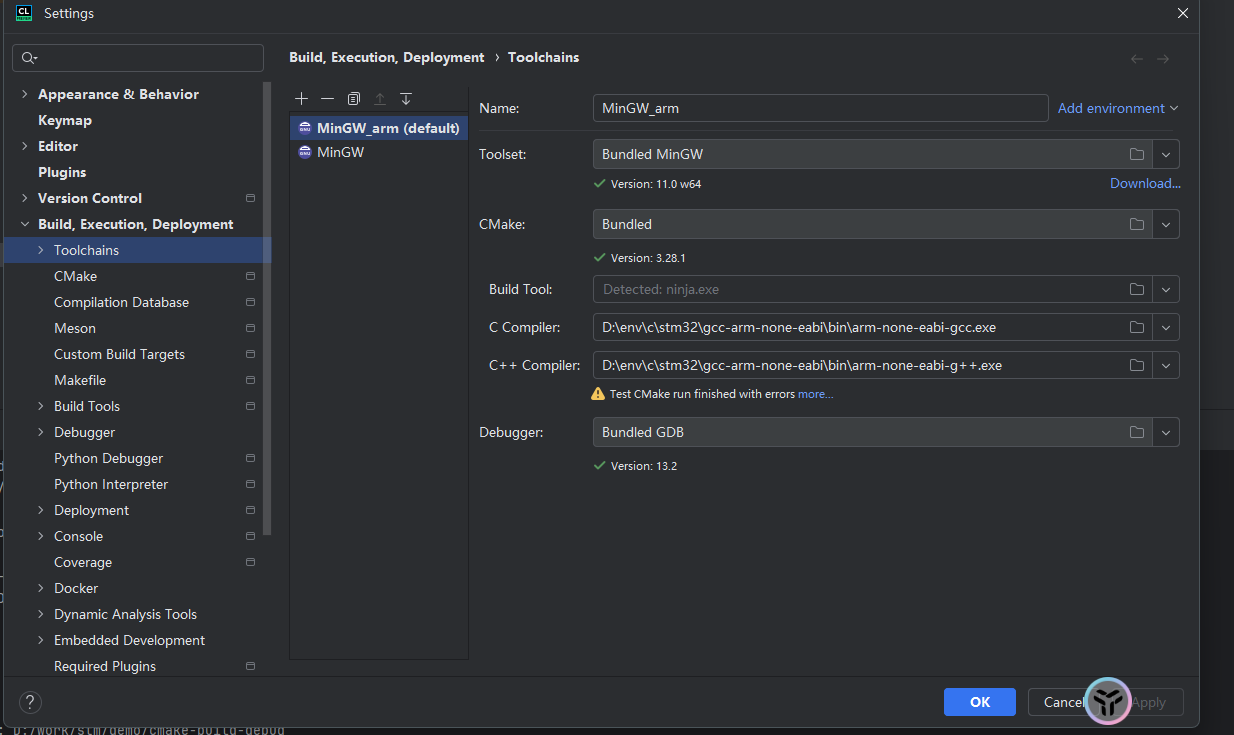 CL
Settings
Build, Execution, Deployment › Toolchains
Appearance & Behavior
Keymap
Editor
Plugins
Version Control
Build, Execution, Deployment
Toolchains
CMake
Compilation Database
Meson
Custom Build Targets
Makefile
Build Tools
Debugger
Python Debugger
Python Interpreter
Deployment
Console
Coverage
Docker
Dynamic Analysis Tools
Embedded Development
Required Plugins
MinGW_arm (default)
MinGW
Name: MinGW_arm Add environment
Toolset: Bundled MinGW
Version: 11.0 w64 Download...
CMake: Bundled
Version: 3.28.1
Build Tool: Detected: ninja.exe
C Compiler: D:\env\c\stm32\gcc-arm-none-eabi\bin\arm-none-eabi-gcc.exe
C++ Compiler: D:\env\c\stm32\gcc-arm-none-eabi\bin\arm-none-eabi-g++.exe
Test CMake run finished with errors more...
Debugger: Bundled GDB
Version: 13.2
? OK Cancel Apply
: D:/work/stm/demo/cmake-build-debug